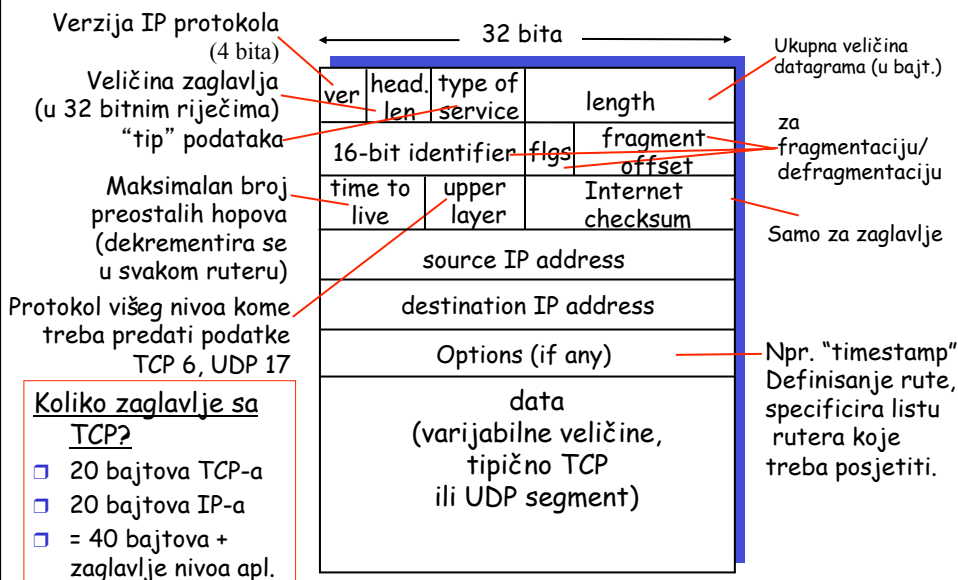 Verzija IP protokola
(4 bita)
Veličina zaglavlja
(u 32 bitnim riječima)
“tip” podataka
Maksimalan broj
preostalih hopova
(dekrementira se
u svakom ruteru)
Protokol višeg nivoa kome
treba predati podatke
TCP 6, UDP 17
Koliko zaglavlje sa
TCP?
20 bajtova TCP-a
20 bajtova IP-a
= 40 bajtova +
zaglavlje nivoa apl.
32 bita
ver
head.
len
type of
service
length
16-bit identifier
flgs
fragment
offset
time to
live
upper
layer
Internet
checksum
source IP address
destination IP address
Options (if any)
data
(varijabilne veličine,
tipično TCP
ili UDP segment)
Ukupna veličina
datagrama (u bajt.)
za
fragmentaciju/
defragmentaciju
Samo za zaglavlje
Npr. “timestamp”
Definisanje rute,
specificira listu
rutera koje
treba posjetiti.